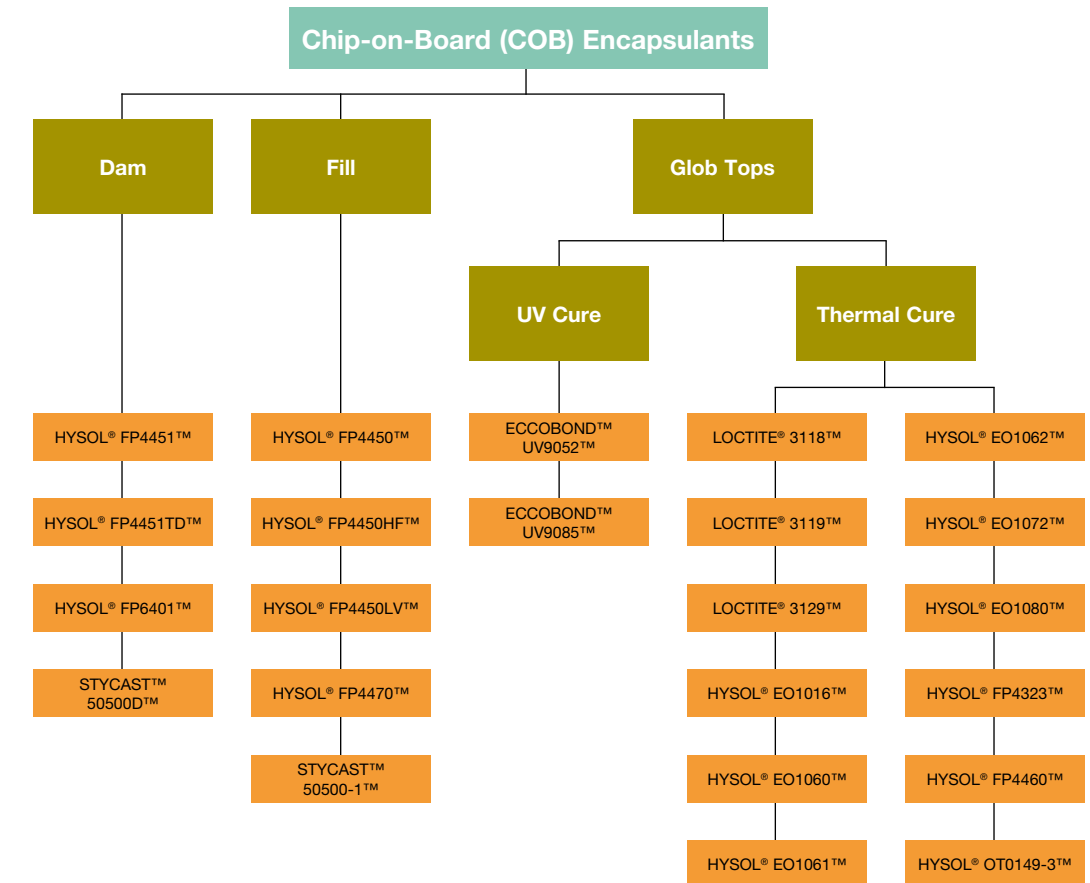 Chip-on-Board (COB) Encapsulants
Dam
Fill
Glob Tops
UV Cure
Thermal Cure
HYSOL® FP4451™
HYSOL® FP4450™
ECCOBOND™
UV9052™
LOCTITE® 3118™
HYSOL® EO1062™
HYSOL® FP4451TD™
HYSOL® FP4450HF™
ECCOBOND™
UV9085™
LOCTITE® 3119™
HYSOL® EO1072™
HYSOL® FP6401™
HYSOL® FP4450LV™
LOCTITE® 3129™
HYSOL® EO1080™
STYCAST™
50500D™
HYSOL® FP4470™
HYSOL® EO1016™
HYSOL® FP4323™
STYCAST™
50500-1™
HYSOL® EO1060™
HYSOL® FP4460™
HYSOL® EO1061™
HYSOL® OT0149-3™